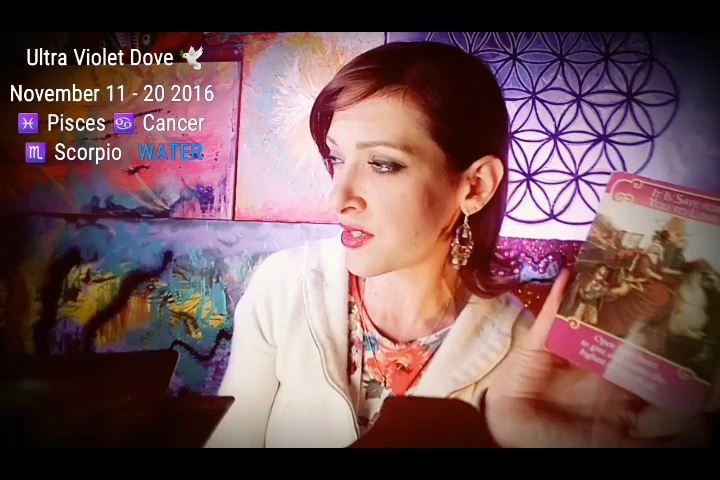 Ultra Violet Dove 🕊
November 11 - 20 2016
♓ Pisces ♋ Cancer
♏ Scorpio WATER
It Is Safe for
You to Love